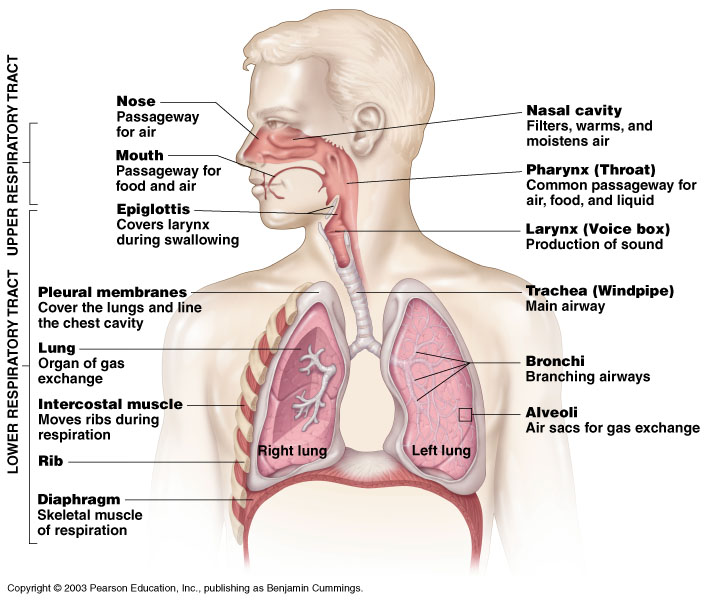 UPPER RESPIRATORY TRACT
LOWER RESPIRATORY TRACT
Nose
Passageway
for air
Mouth
Passageway for
food and air
Epiglottis
Covers larynx
during swallowing
Pleural membranes
Cover the lungs and line
the chest cavity
Lung
Organ of gas
exchange
Intercostal muscle
Moves ribs during
respiration
Rib
Diaphragm
Skeletal muscle
of respiration
Right lung
Left lung
Nasal cavity
Filters, warms, and
moistens air
Pharynx (Throat)
Common passageway for
air, food, and liquid
Larynx (Voice box)
Production of sound
Trachea (Windpipe)
Main airway
Bronchi
Branching airways
Alveoli
Air sacs for gas exchange
Copyright © 2003 Pearson Education, Inc., publishing as Benjamin Cummings.